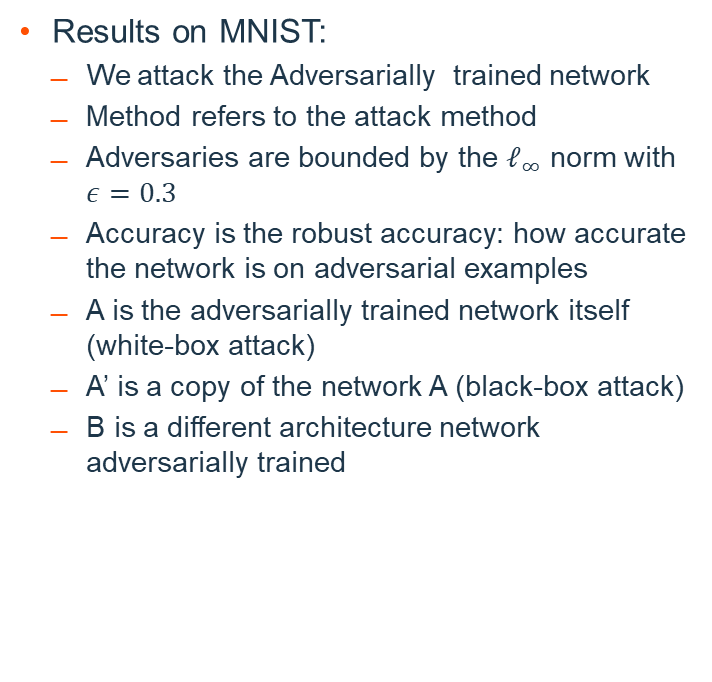 • Results on MNIST:
– We attack the Adversarially trained network
– Method refers to the attack method
– Adversaries are bounded by the ℓ∞ norm with
ϵ = 0.3
– Accuracy is the robust accuracy: how accurate
the network is on adversarial examples
– A is the adversarially trained network itself
(white-box attack)
– A’ is a copy of the network A (black-box attack)
– B is a different architecture network
adversarially trained